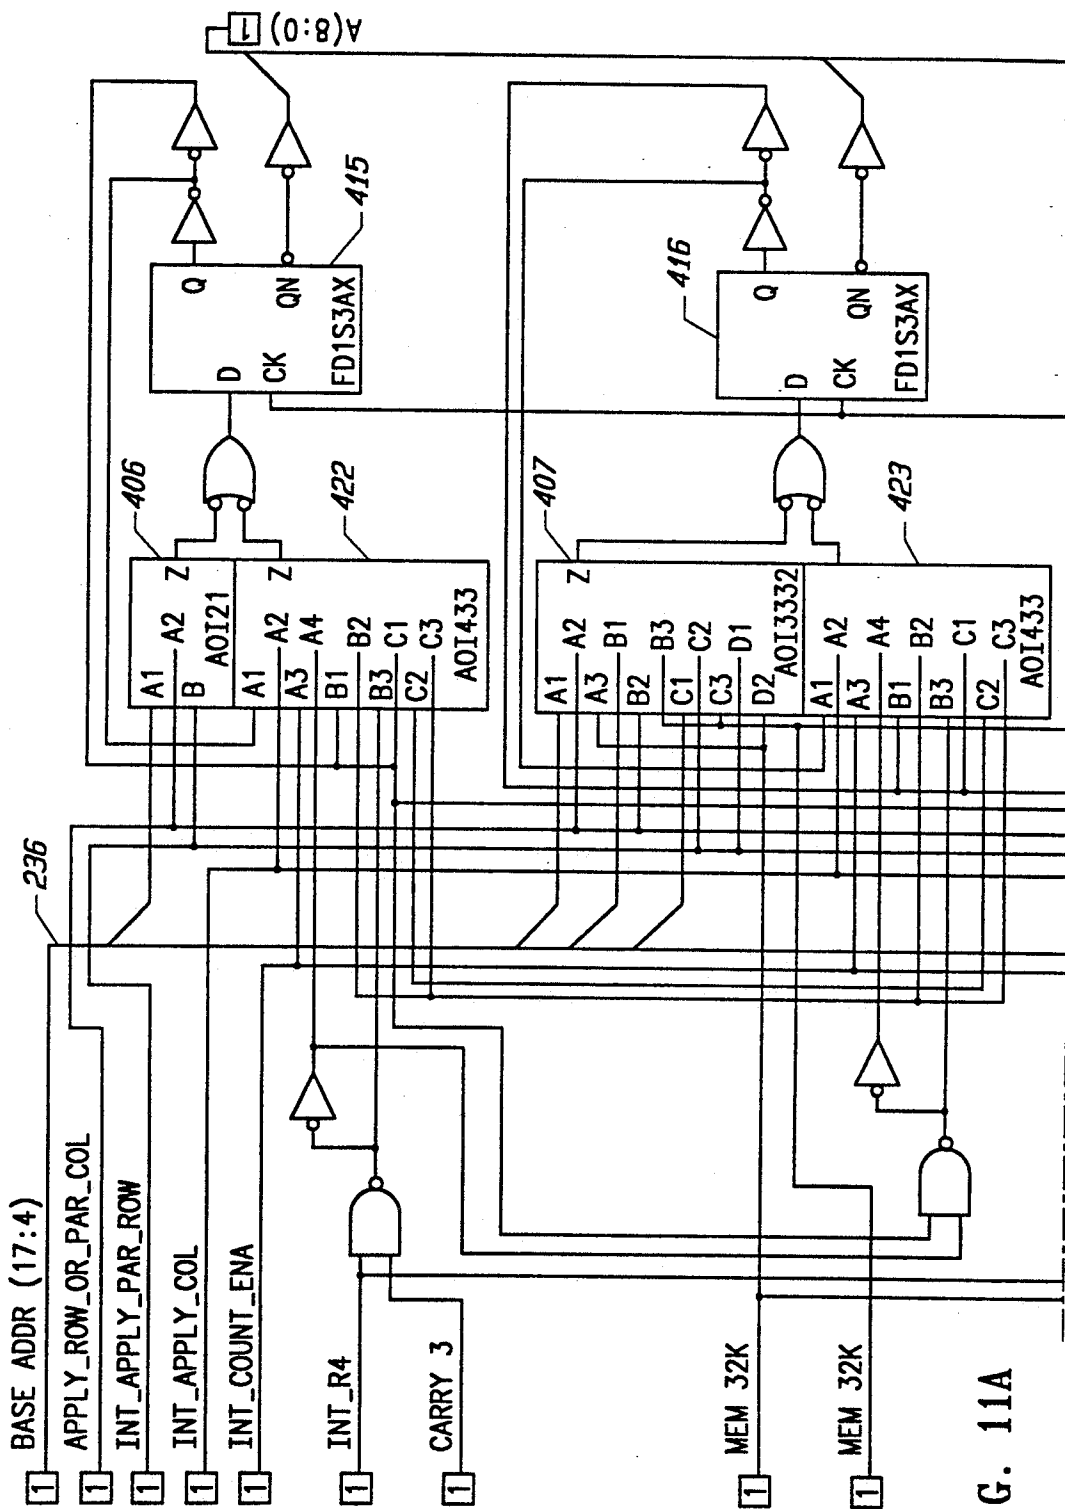 BASE ADDR (17:4)
1
APPLY_ROW_OR_PAR_COL
1
INT_APPLY_PAR_ROW
1
INT_APPLY_COL
1
INT_COUNT_ENA
1
INT_R4
1
CARRY 3
1
MEM 32K
1
MEM 32K
1
236
A1
A2
B
Z
AOI21
406
A1
A2
A3
A4
B1
B2
B3
C1
C2
C3
Z
AOI433
422
D
CK
Q
QN
FD1S3AX
415
1
A(8:0)
A1
A2
A3
B1
B2
B3
C1
C2
C3
D1
D2
Z
AOI3332
407
A1
A2
A3
A4
B1
B2
B3
C1
C2
C3
AOI433
423
D
CK
Q
QN
FD1S3AX
416
G. 11A